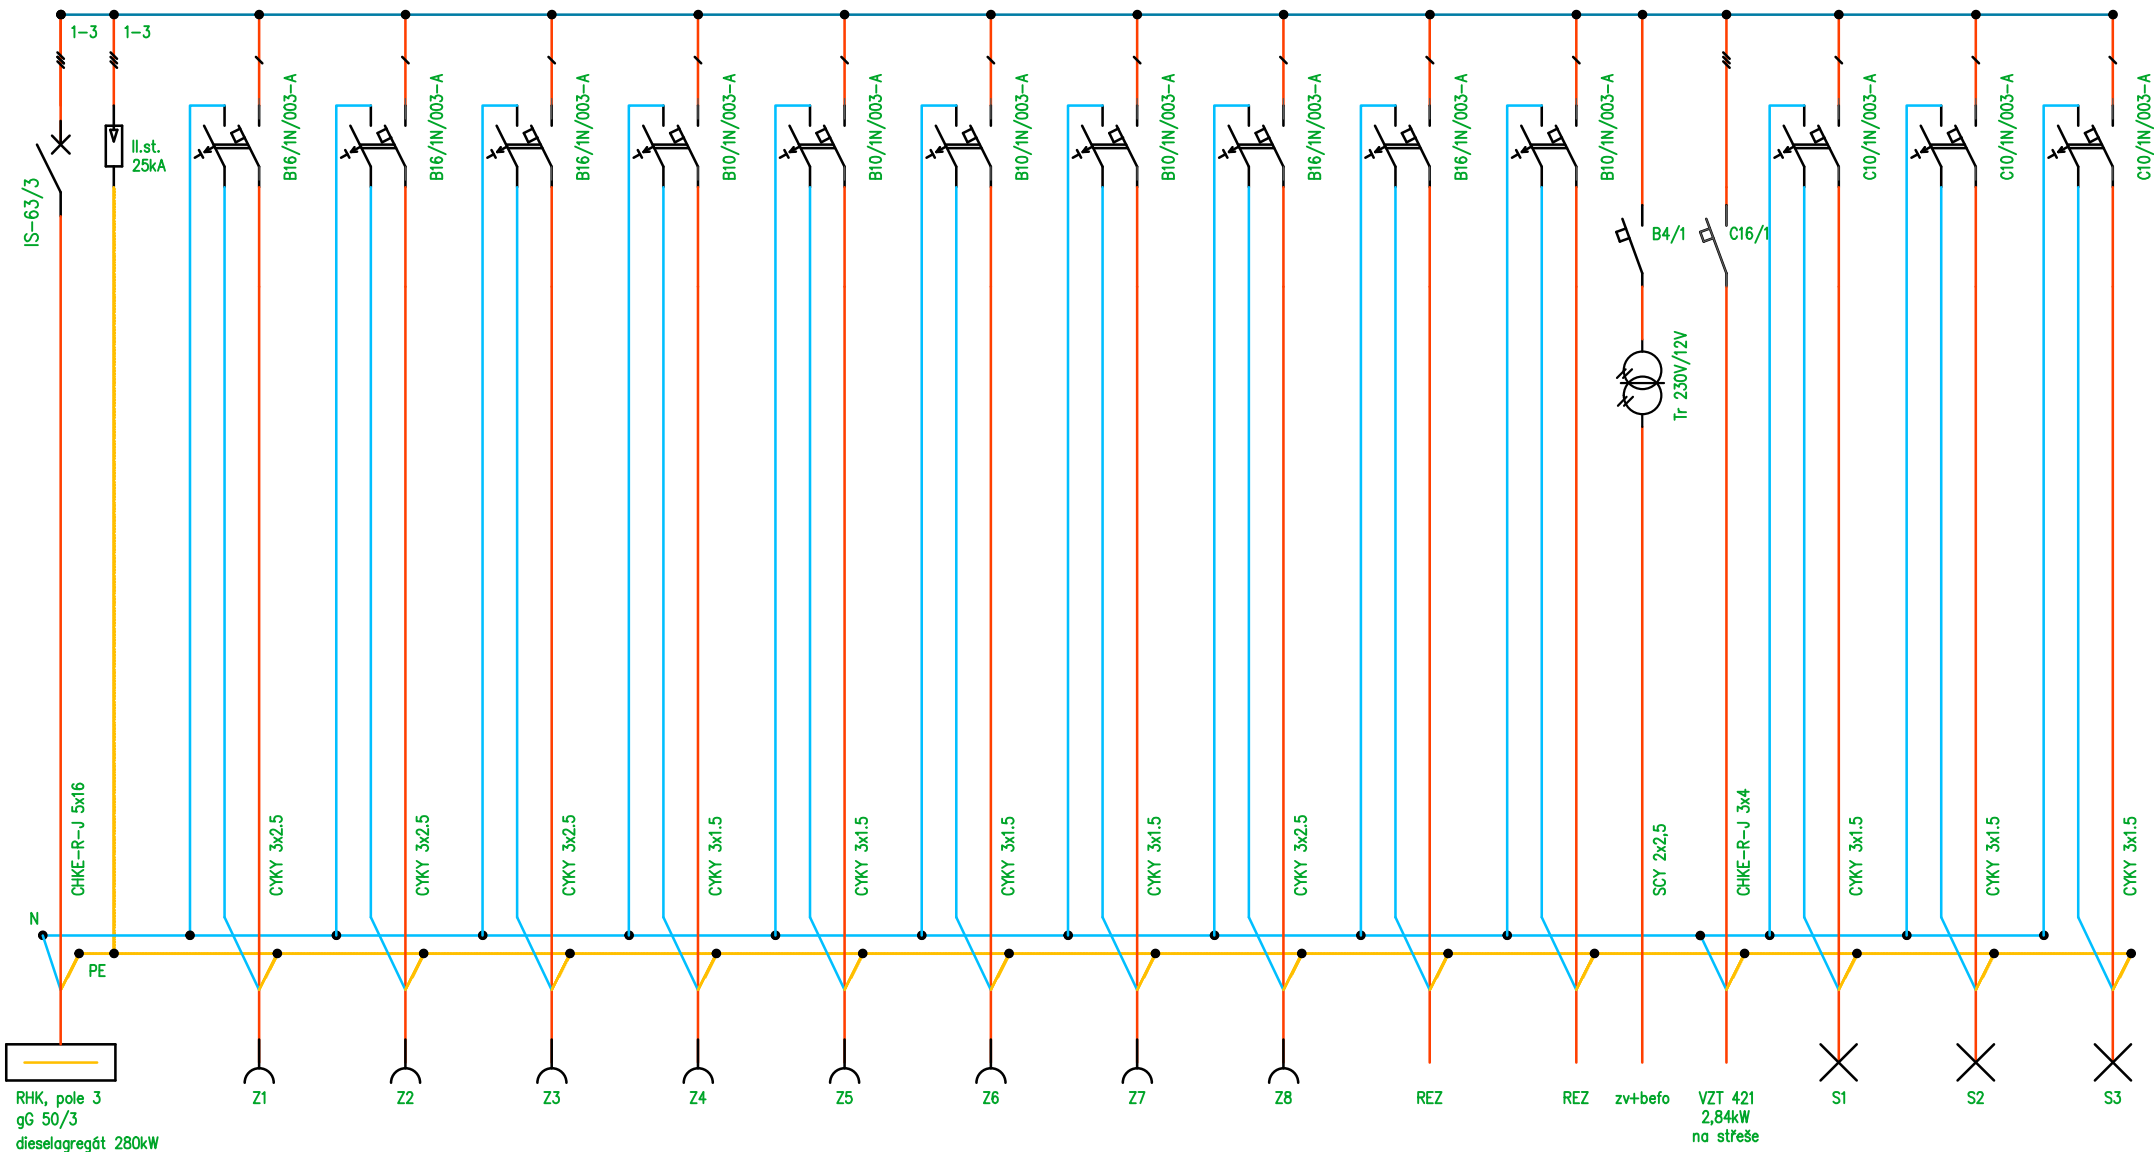 1-3
1-3
IS-63/3
II.st.
25kA
B16/1N/003-A
B16/1N/003-A
B16/1N/003-A
B10/1N/003-A
B10/1N/003-A
B10/1N/003-A
B10/1N/003-A
B16/1N/003-A
B16/1N/003-A
B10/1N/003-A
B4/1
C16/1
C10/1N/003-A
C10/1N/003-A
C10/1N/003-A
Tr 230V/12V
CHKE-R-J 5x16
CYKY 3x2.5
CYKY 3x2.5
CYKY 3x2.5
CYKY 3x1.5
CYKY 3x1.5
CYKY 3x1.5
CYKY 3x1.5
CYKY 3x2.5
SCY 2x2,5
CHKE-R-J 3x4
CYKY 3x1.5
CYKY 3x1.5
CYKY 3x1.5
N
PE
RHK, pole 3
gG 50/3
dieselagregát 280kW
Z1
Z2
Z3
Z4
Z5
Z6
Z7
Z8
REZ
REZ
zv+befo
VZT 421
2,84kW
na střeše
S1
S2
S3